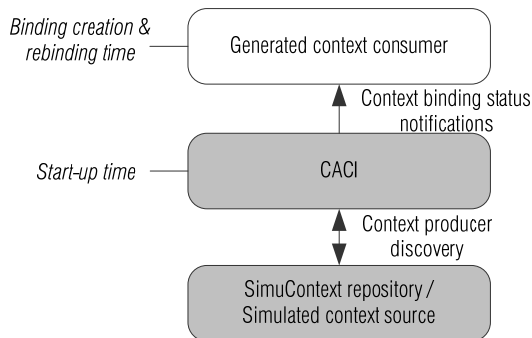 Binding creation &
rebinding time
Generated context consumer
Context binding status
notifications
Start-up time
CACI
Context producer
discovery
SimuContext repository /
Simulated context source